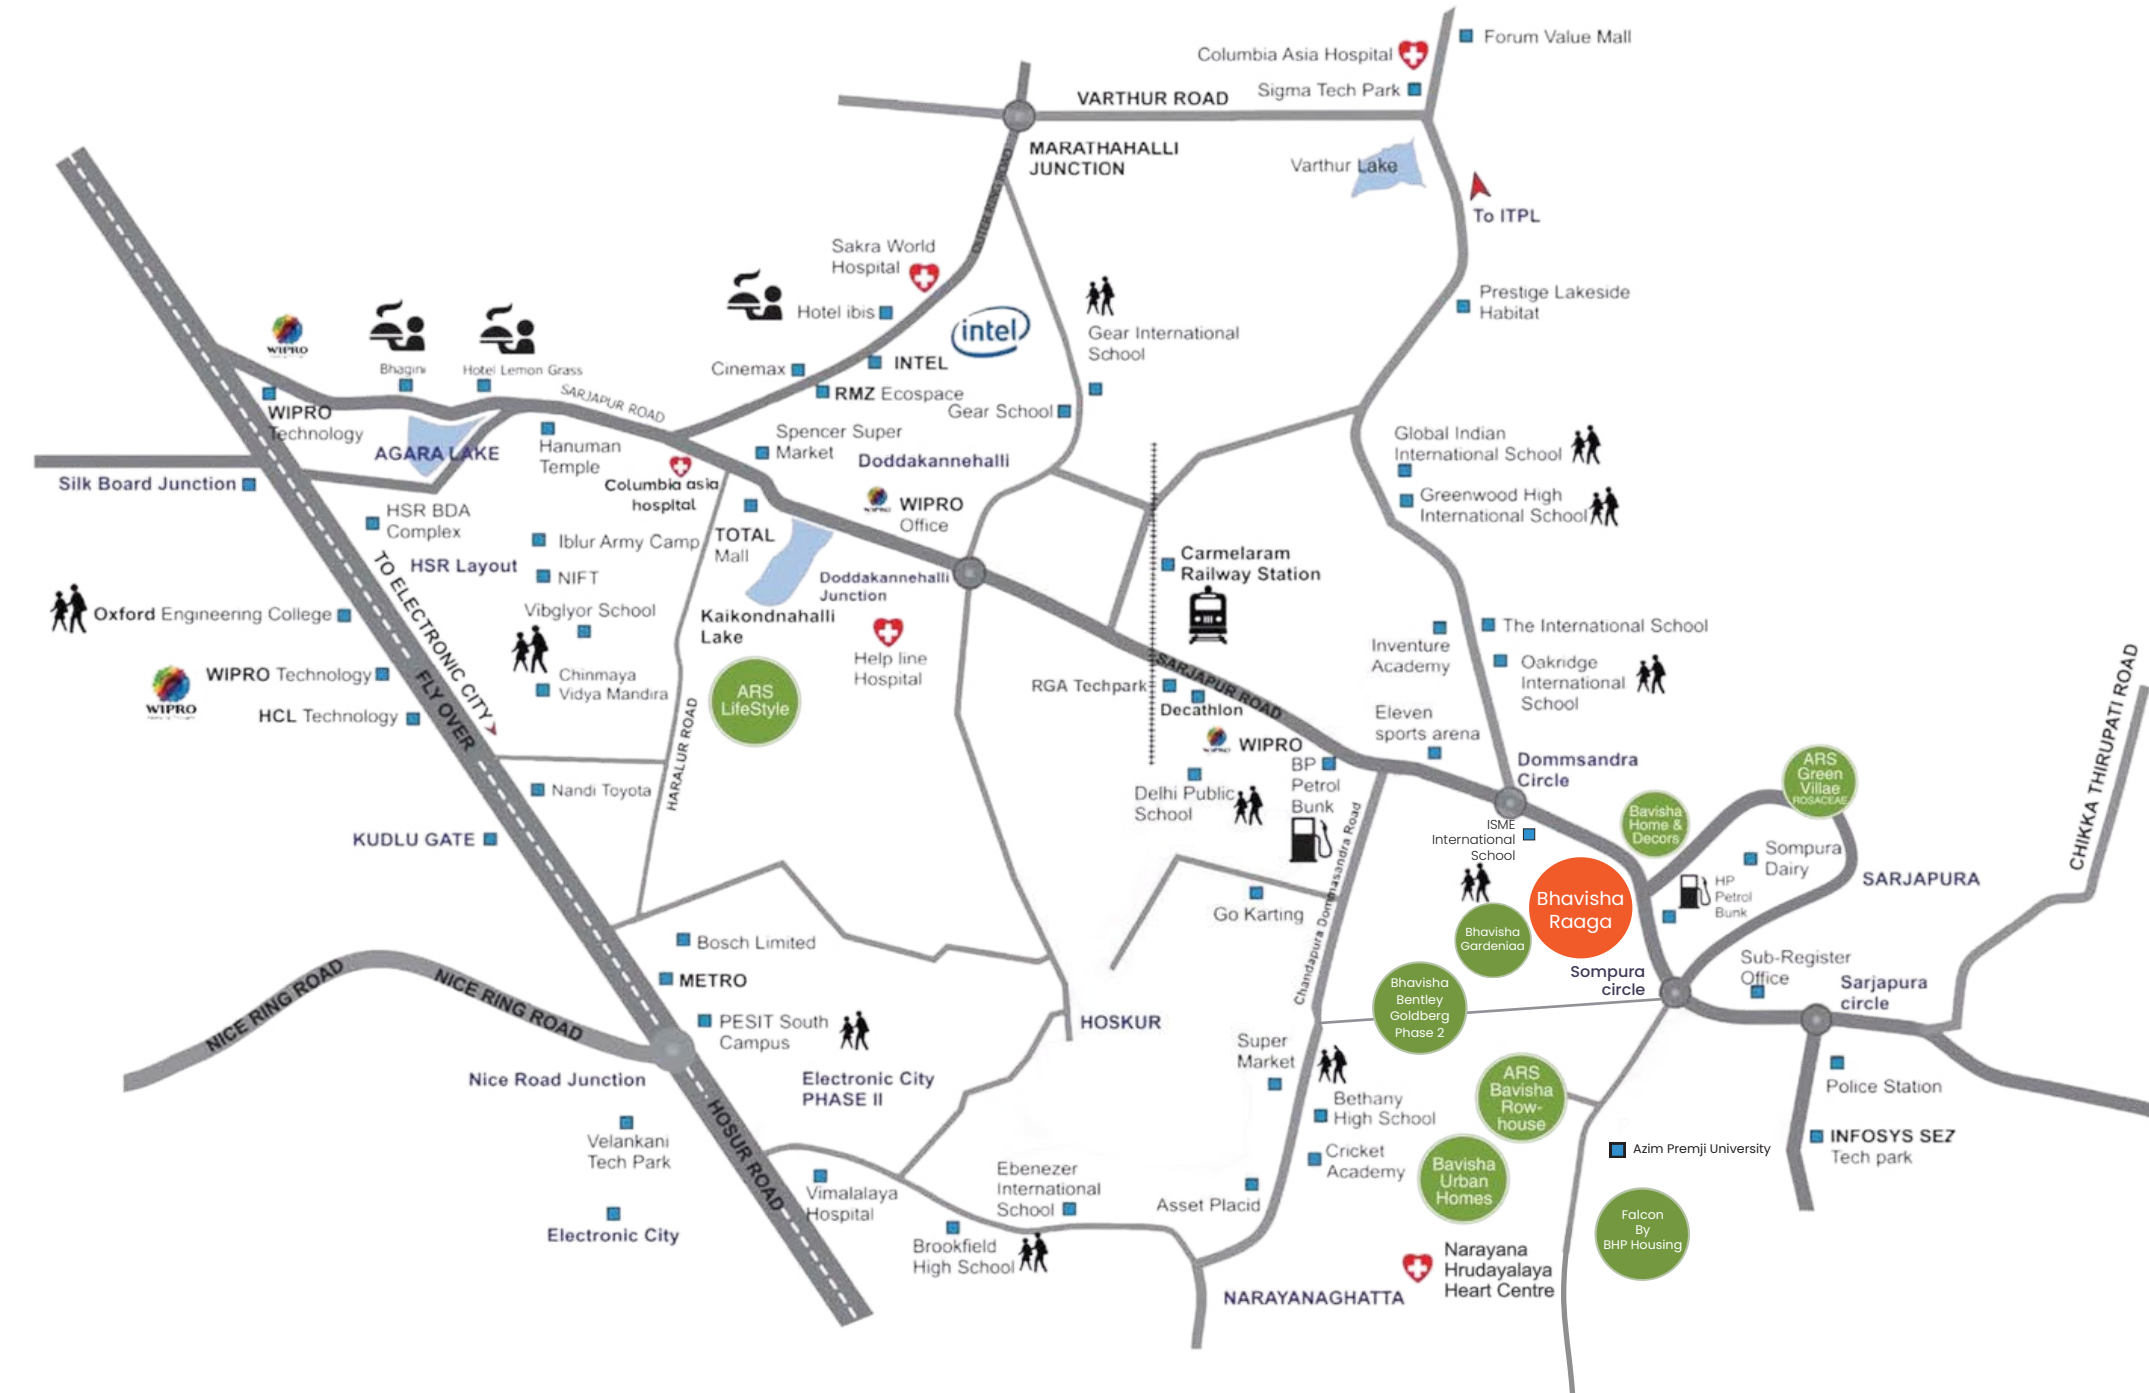 Forum Value Mall
Columbia Asia Hospital
Sigma Tech Park
VARTHUR ROAD
MARATHAHALLI
JUNCTION
Varthur Lake
To ITPL
OUTER RING ROAD
Sakra World
Hospital
Hotel ibis
intel
INTEL
Cinemax
RMZ Ecospace
Gear International
School
Gear School
Prestige Lakeside
Habitat
WIPRO
WIPRO
Technology
Bhagini
Hotel Lemon Grass
SARJAPUR ROAD
AGARA LAKE
Hanuman
Temple
Columbia asia
hospital
Spencer Super
Market
Doddakannehalli
WIPRO
WIPRO
Office
Global Indian
International School
Greenwood High
International School
Silk Board Junction
HSR BDA
Complex
HSR Layout
Iblur Army Camp
NIFT
TOTAL
Mall
Doddakannehalli
Junction
Carmelaram
Railway Station
Vibglyor School
Kaikondnahalli
Lake
Oxford Engineering College
TO ELECTRONIC CITY
FLY OVER
Help line
Hospital
Inventure
Academy
The International School
Oakridge
International
School
WIPRO Technology
WIPRO
HCL Technology
Chinmaya
Vidya Mandira
ARS
LifeStyle
HARALUR ROAD
RGA Techpark
SARJAPUR ROAD
Decathlon
WIPRO
WIPRO
Eleven
sports arena
BP
Petrol
Bunk
Delhi Public
School
Dommsandra
Circle
CHIKKA THIRUPATI ROAD
ARS
Green
Villae
ROSACEAE
Bavisha
Home &
Decors
Nandi Toyota
KUDLU GATE
ISME
International
School
Sompura
Dairy
SARJAPURA
HP
Petrol
Bunk
Bhavisha
Raaga
Bhavisha
Gardeniaa
Go Karting
Chandapura Dommasandra Road
Bosch Limited
METRO
PESIT South
Campus
NICE RING ROAD
NICE RING ROAD
Nice Road Junction
HOSKUR
Bhavisha
Bentley
Goldberg
Phase 2
Sompura
circle
Sub-Register
Office
Sarjapura
circle
Super
Market
Bethany
High School
Cricket
Academy
ARS
Bavisha
Row-
house
Police Station
INFOSYS SEZ
Tech park
Azim Premji University
Electronic City
PHASE II
HOSUR ROAD
Velankani
Tech Park
Electronic City
Vimalalaya
Hospital
Ebenezer
International
School
Brookfield
High School
Asset Placid
Bavisha
Urban
Homes
Falcon
By
BHP Housing
Narayana
Hrudayalaya
Heart Centre
NARAYANAGHATTA